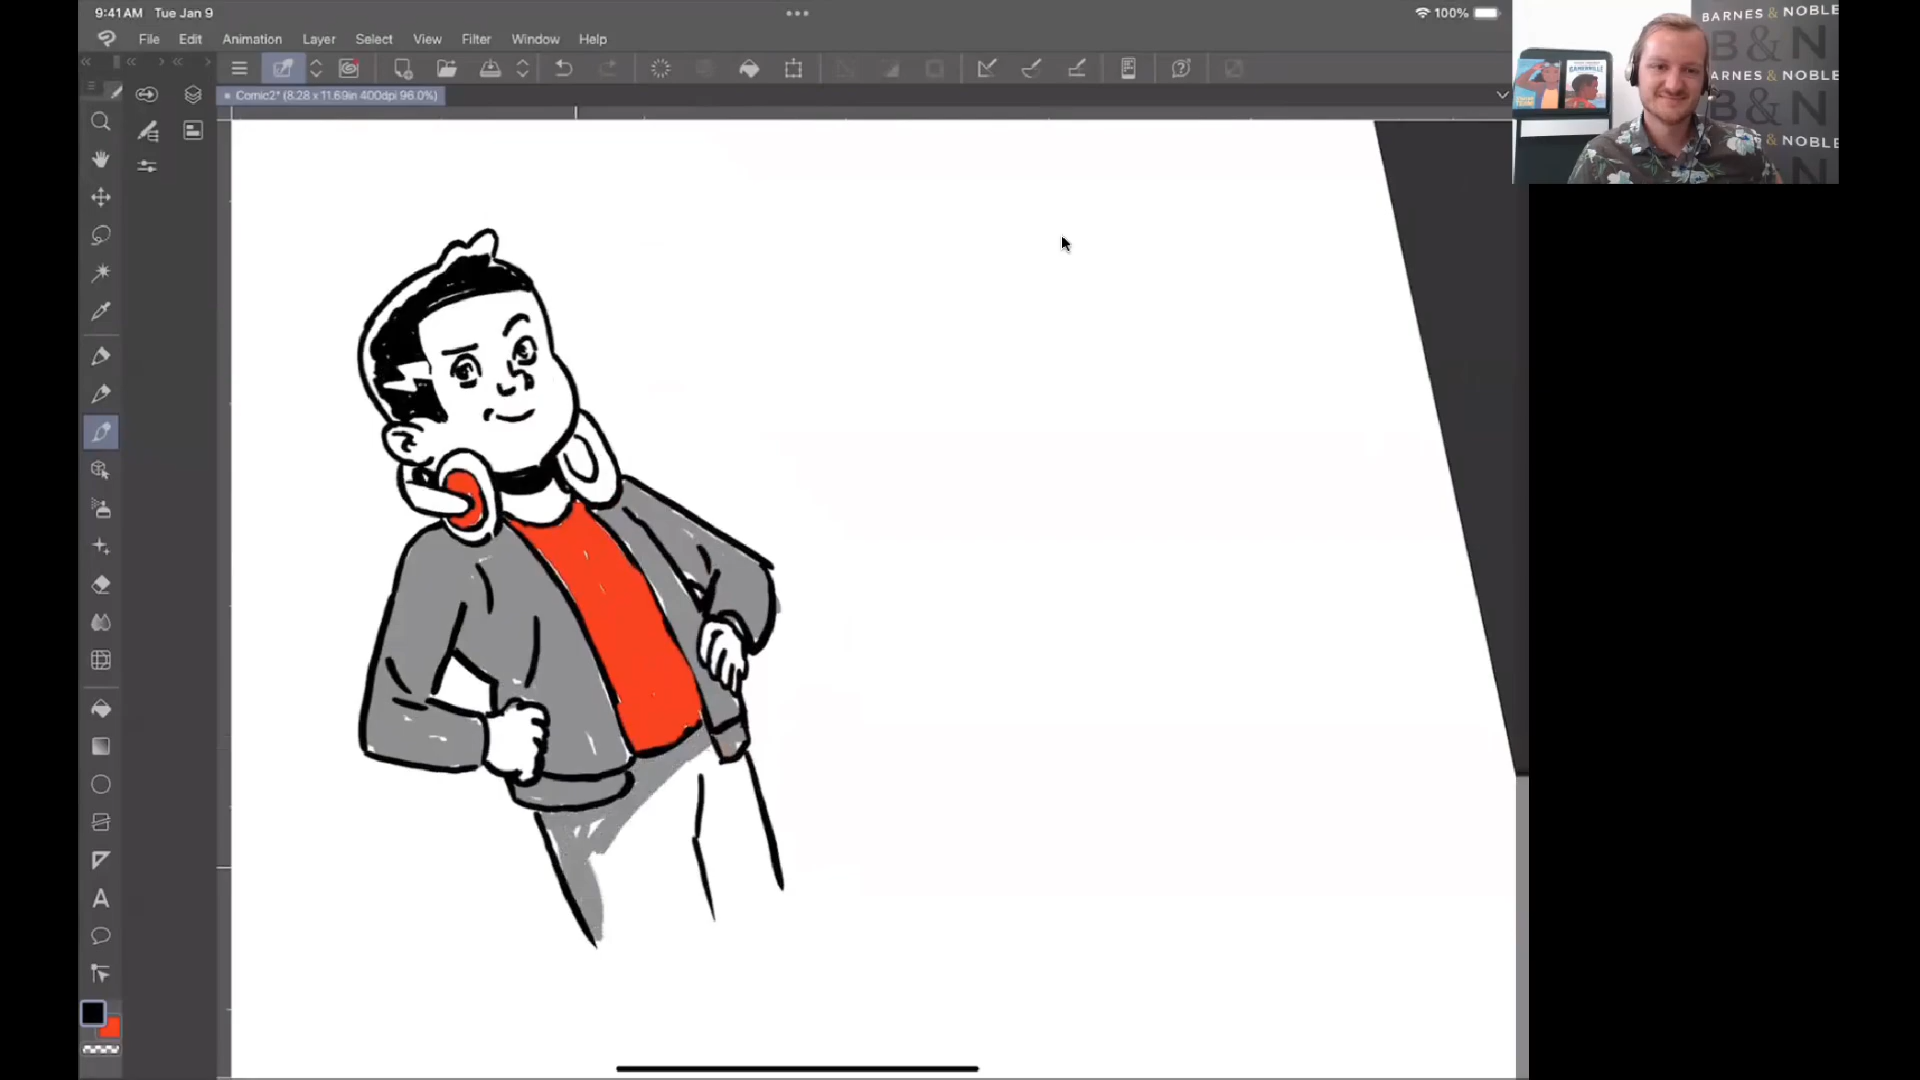 9:41 AM Tue Jan 9
100%
File Edit Animation Layer Select View Filter Window Help
Comic2* (8.28 x 11.69in 400dpi 96.0%)
BARNES & NOBLE
B & N
BARNES & NOBLE
B & N
& NOBLE